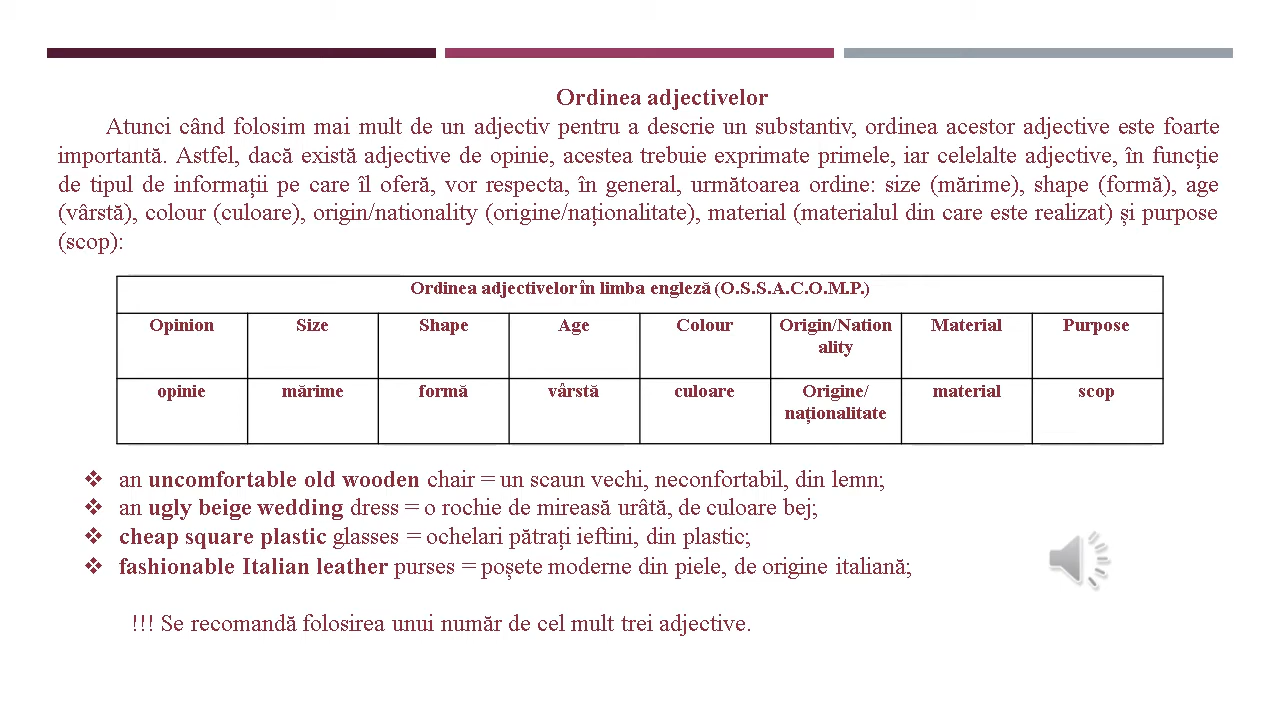 Ordinea adjectivelor
Atunci când folosim mai mult de un adjectiv pentru a descrie un substantiv, ordinea acestor adjective este foarte
importantă. Astfel, dacă există adjective de opinie, acestea trebuie exprimate primele, iar celelalte adjective, în funcție
de tipul de informații pe care îl oferă, vor respecta, în general, următoarea ordine: size (mărime), shape (formă), age
(vârstă), colour (culoare), origin/nationality (origine/naționalitate), material (materialul din care este realizat) și purpose
(scop):
Ordinea adjectivelor în limba engleză (O.S.S.A.C.O.M.P.)
Opinion Size Shape Age Colour Origin/Nation Material Purpose
ality
opinie mărime formă vârstă culoare Origine/ material scop
naționalitate
❖ an uncomfortable old wooden chair = un scaun vechi, neconfortabil, din lemn;
❖ an ugly beige wedding dress = o rochie de mireasă urâtă, de culoare bej;
❖ cheap square plastic glasses = ochelari pătrați ieftini, din plastic;
❖ fashionable Italian leather purses = poșete moderne din piele, de origine italiană;
!!! Se recomandă folosirea unui număr de cel mult trei adjective.